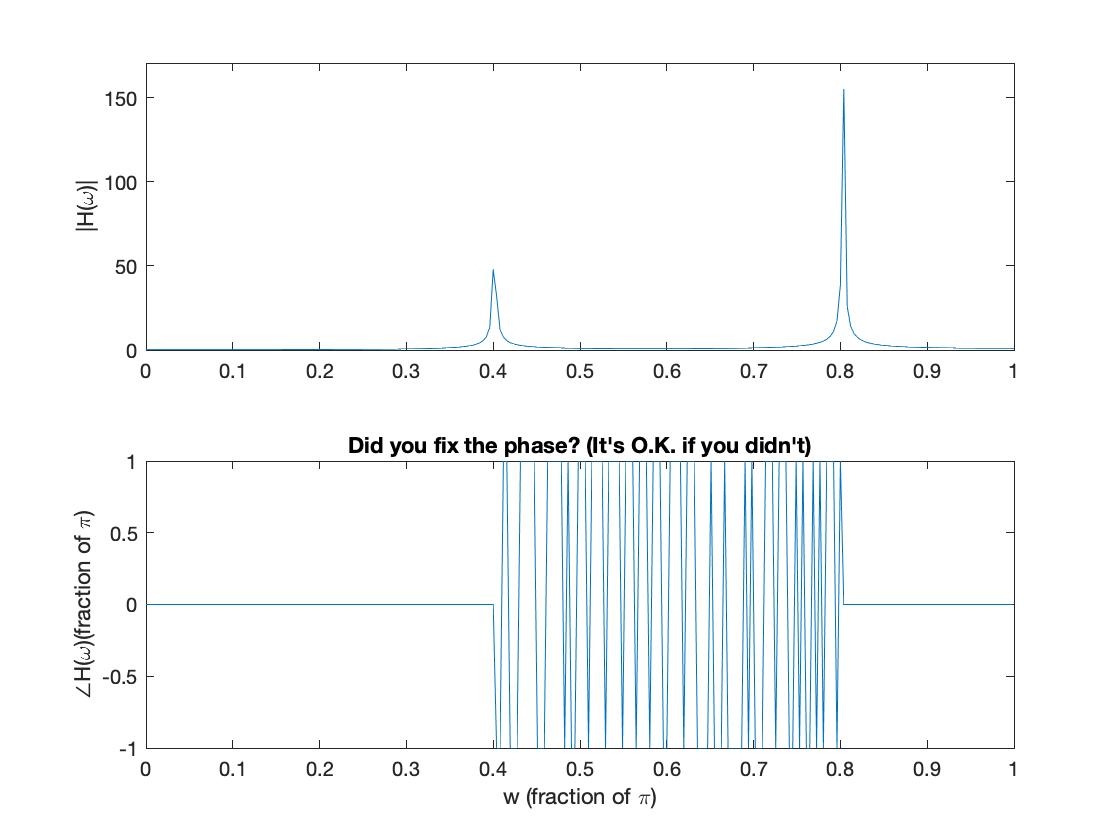 150
100
50
0
|H(ω)|
0 0.1 0.2 0.3 0.4 0.5 0.6 0.7 0.8 0.9 1
Did you fix the phase? (It's O.K. if you didn't)
1
0.5
0
-0.5
-1
∠H(ω)(fraction of π)
0 0.1 0.2 0.3 0.4 0.5 0.6 0.7 0.8 0.9 1
w (fraction of π)